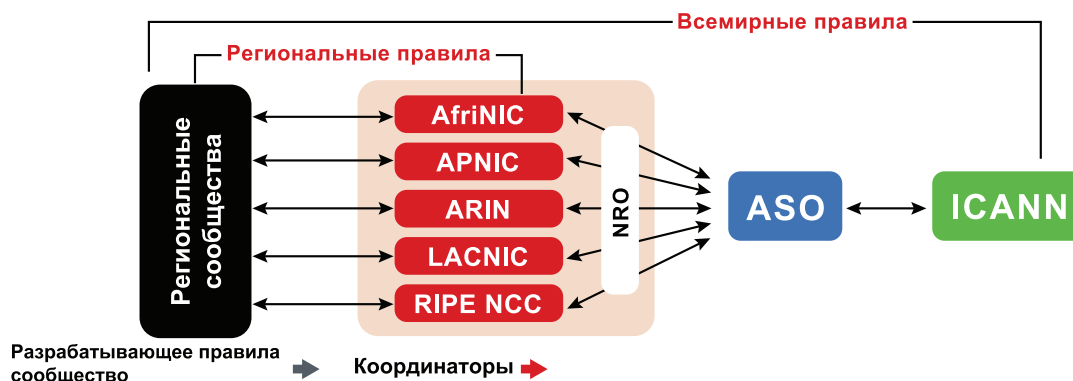 Всемирные правила
Региональные правила
Региональные
сообщества
AfriNIC
APNIC
ARIN
LACNIC
RIPE NCC
NRO
ASO
ICANN
Разрабатывающее правила
сообщество
Координаторы